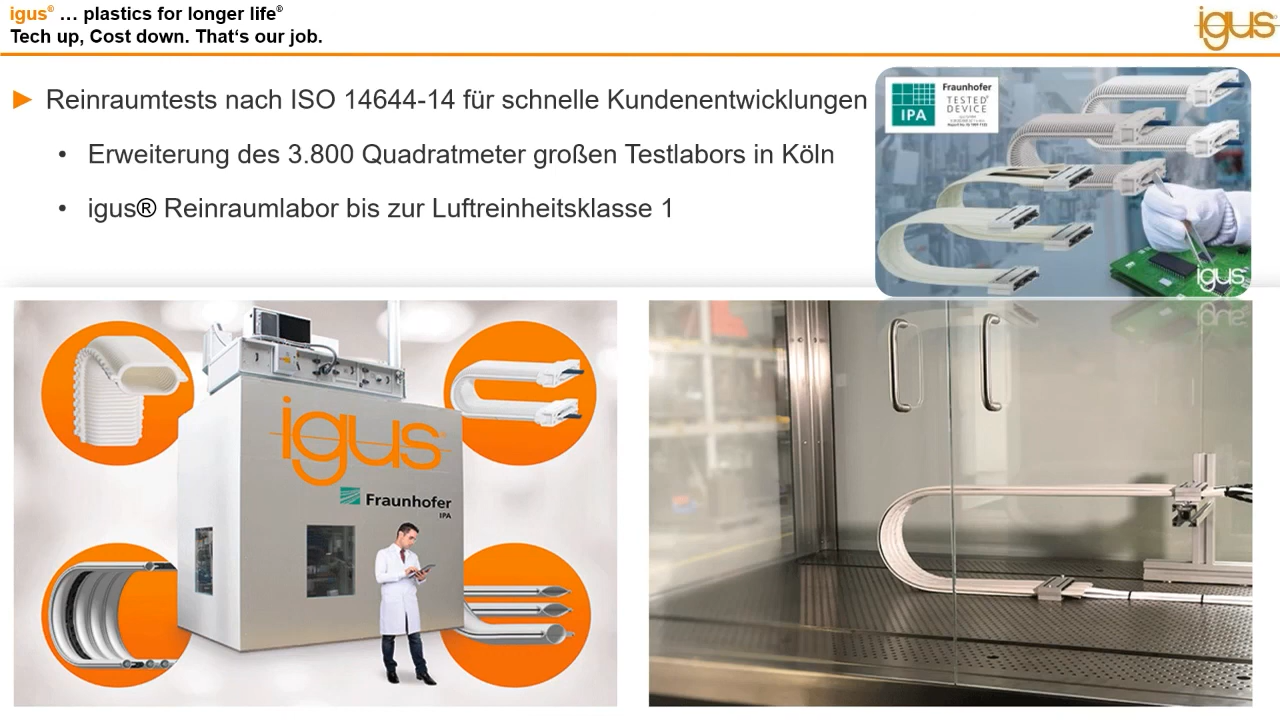 igus® … plastics for longer life®
Tech up, Cost down. That‘s our job.
igus®
► Reinraumtests nach ISO 14644-14 für schnelle Kundenentwicklungen
• Erweiterung des 3.800 Quadratmeter großen Testlabors in Köln
• igus® Reinraumlabor bis zur Luftreinheitsklasse 1
Fraunhofer
IPA
TESTED®
DEVICE
igus
igus®
Fraunhofer
IPA